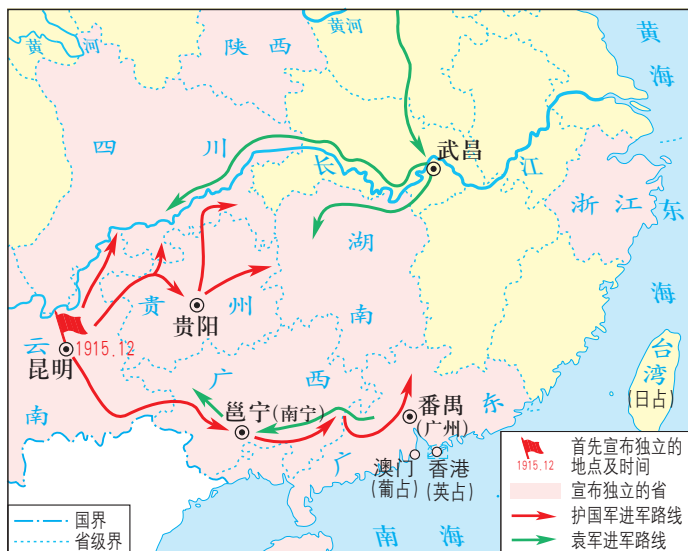 黄河
黄河
陕西
黄海
四川
长江
武昌
浙江
东海
湖南
贵州
贵阳
1915.12
云南
昆明
广西
邕宁(南宁)
番禺
(广州)
广东
台湾
(日占)
澳门
(葡占)
香港
(英占)
南海
国界
省级界
1915.12
首先宣布独立的
地点及时间
宣布独立的省
护国军进军路线
袁军进军路线